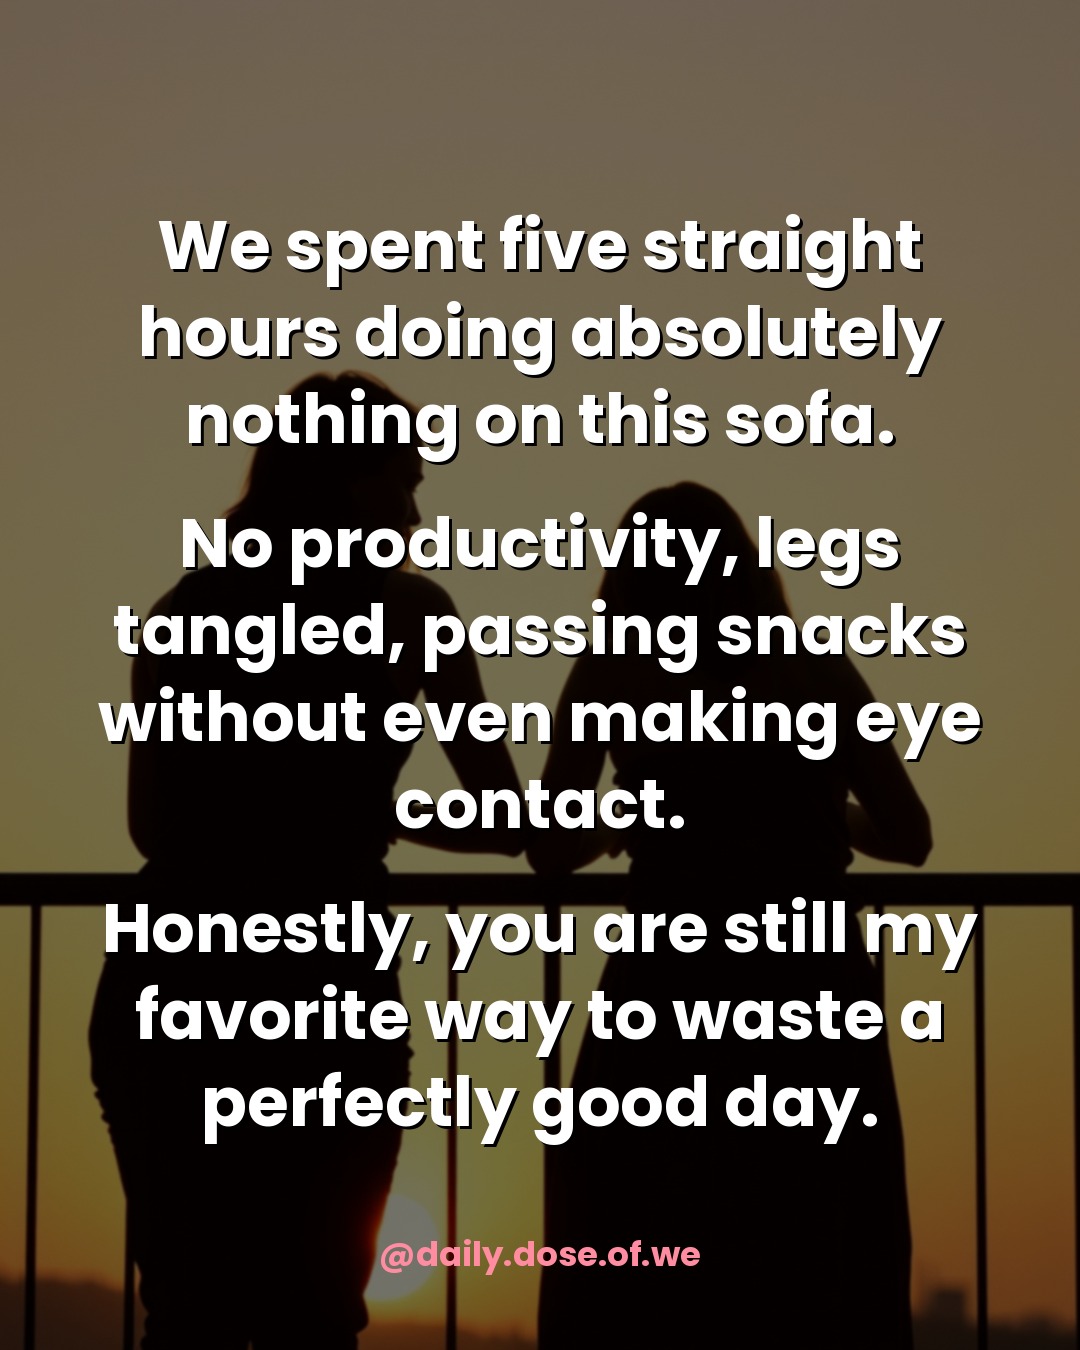 We spent five straight
hours doing absolutely
nothing on this sofa.
No productivity, legs
tangled, passing snacks
without even making eye
contact.
Honestly, you are still my
favorite way to waste a
perfectly good day.
@daily.dose.of.we